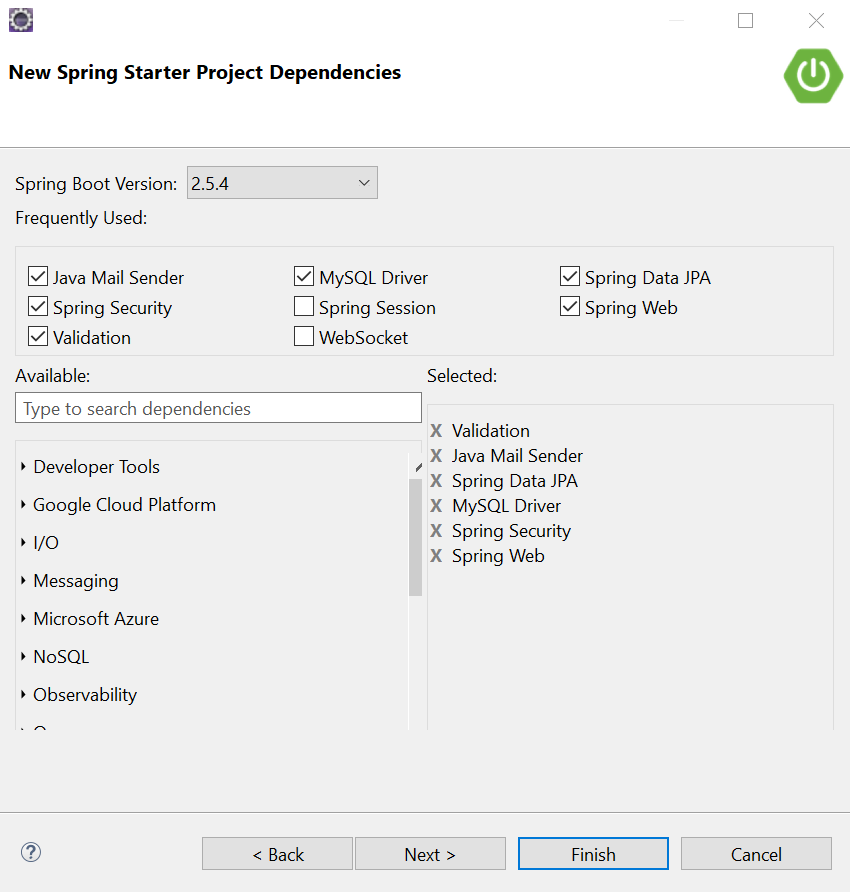 New Spring Starter Project Dependencies
Spring Boot Version: 2.5.4
Frequently Used:
Java Mail Sender MySQL Driver Spring Data JPA
Spring Security Spring Session Spring Web
Validation WebSocket
Available:
Type to search dependencies
Developer Tools
Google Cloud Platform
I/O
Messaging
Microsoft Azure
NoSQL
Observability
Selected:
X Validation
X Java Mail Sender
X Spring Data JPA
X MySQL Driver
X Spring Security
X Spring Web
? < Back Next > Finish Cancel